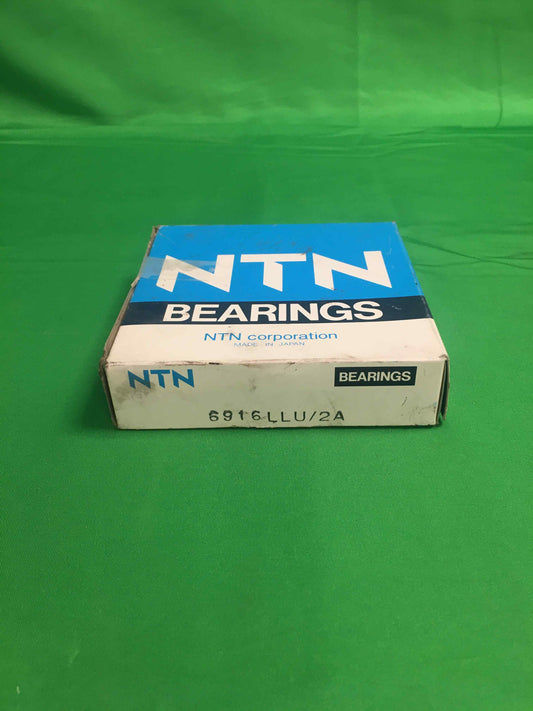 NTN
BEARINGS
NTN corporation
MADE IN JAPAN
NTN
BEARINGS
6916LLU/2A